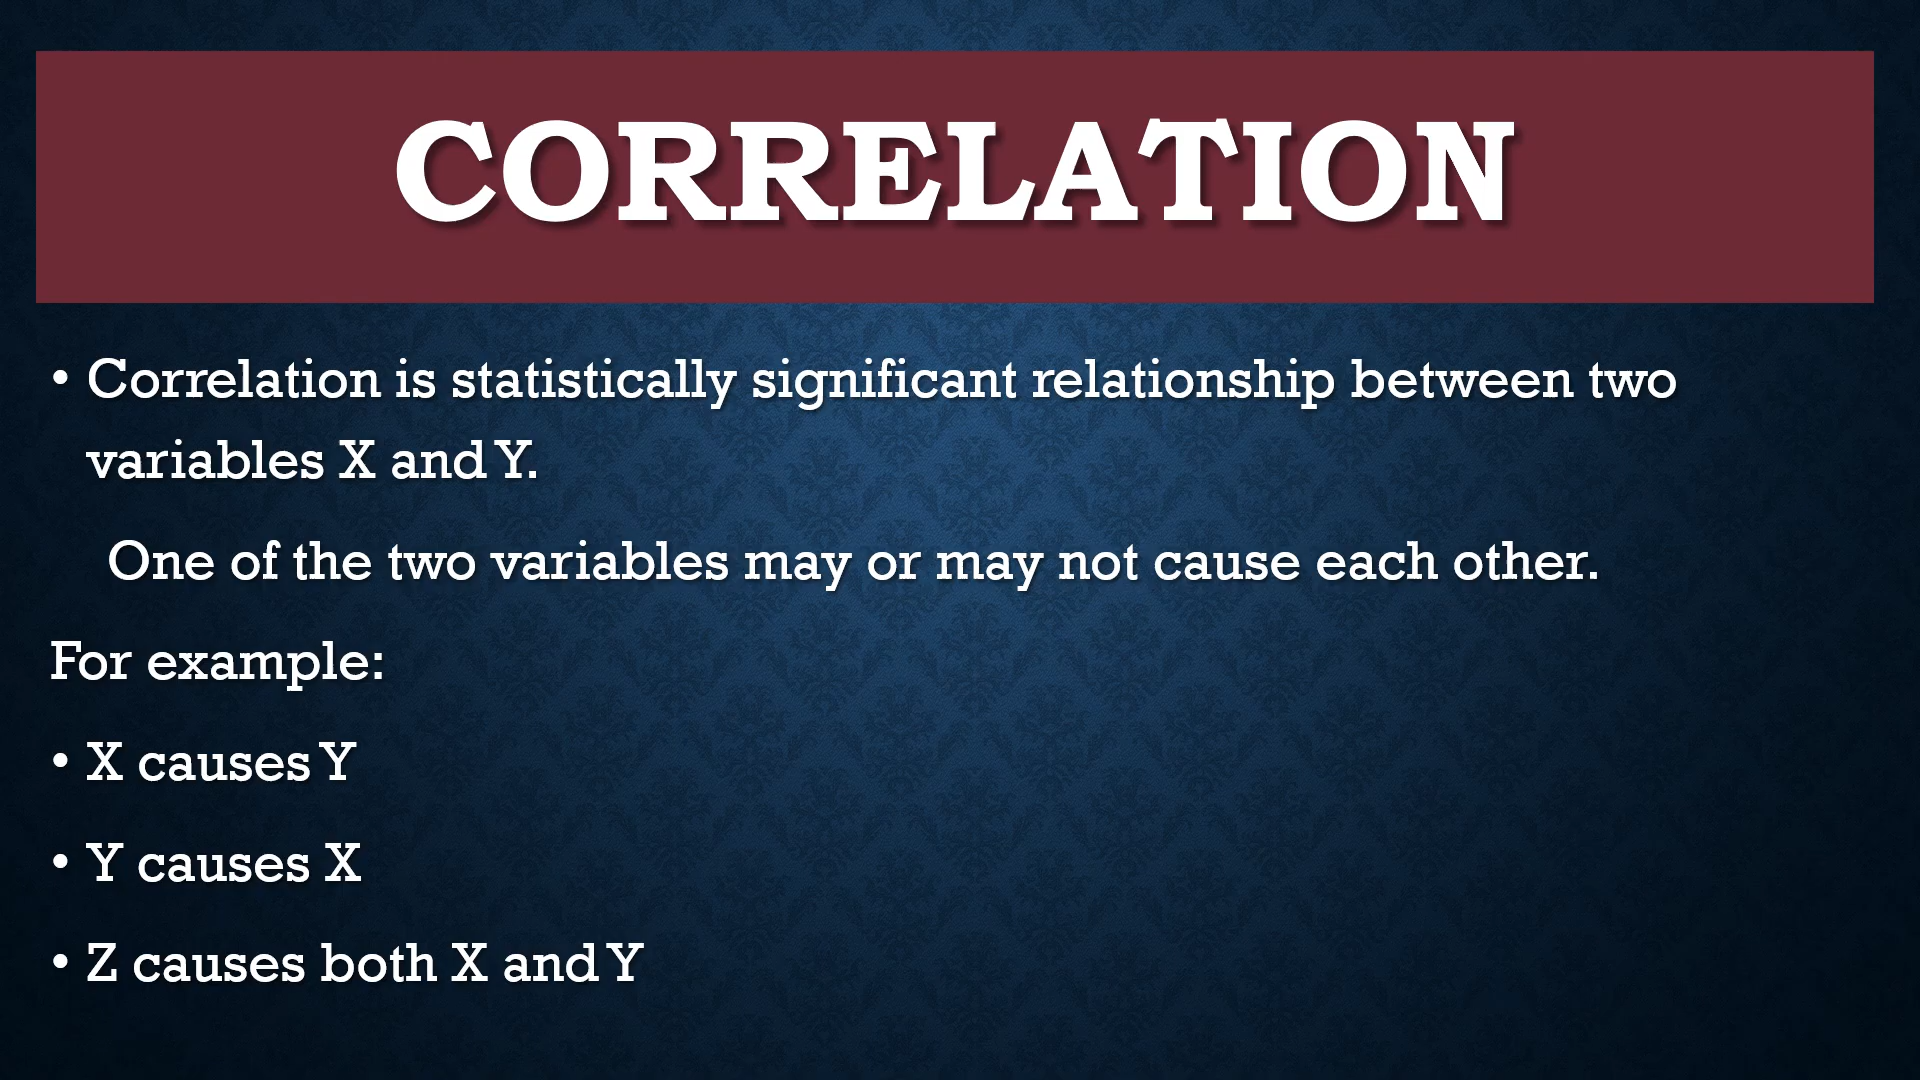 CORRELATION
• Correlation is statistically significant relationship between two
variables X and Y.
One of the two variables may or may not cause each other.
For example:
• X causes Y
• Y causes X
• Z causes both X and Y